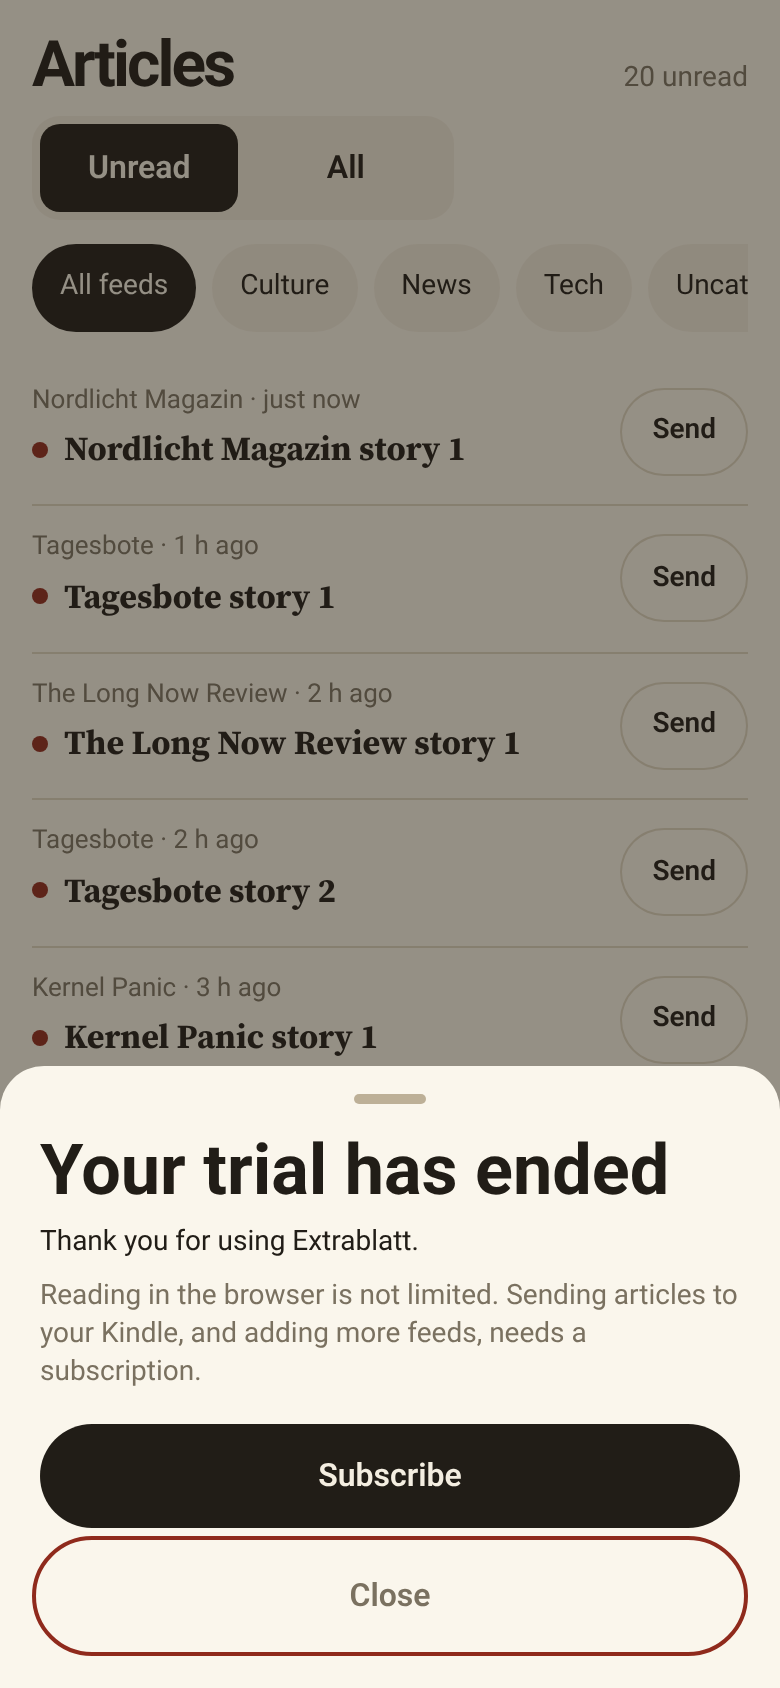 Articles
20 unread
Unread
All
All feeds
Culture
News
Tech
Uncat
Nordlicht Magazin · just now
Nordlicht Magazin story 1
Send
Tagesbote · 1 h ago
Tagesbote story 1
Send
The Long Now Review · 2 h ago
The Long Now Review story 1
Send
Tagesbote · 2 h ago
Tagesbote story 2
Send
Kernel Panic · 3 h ago
Kernel Panic story 1
Send
Your trial has ended
Thank you for using Extrablatt.
Reading in the browser is not limited. Sending articles to
your Kindle, and adding more feeds, needs a
subscription.
Subscribe
Close